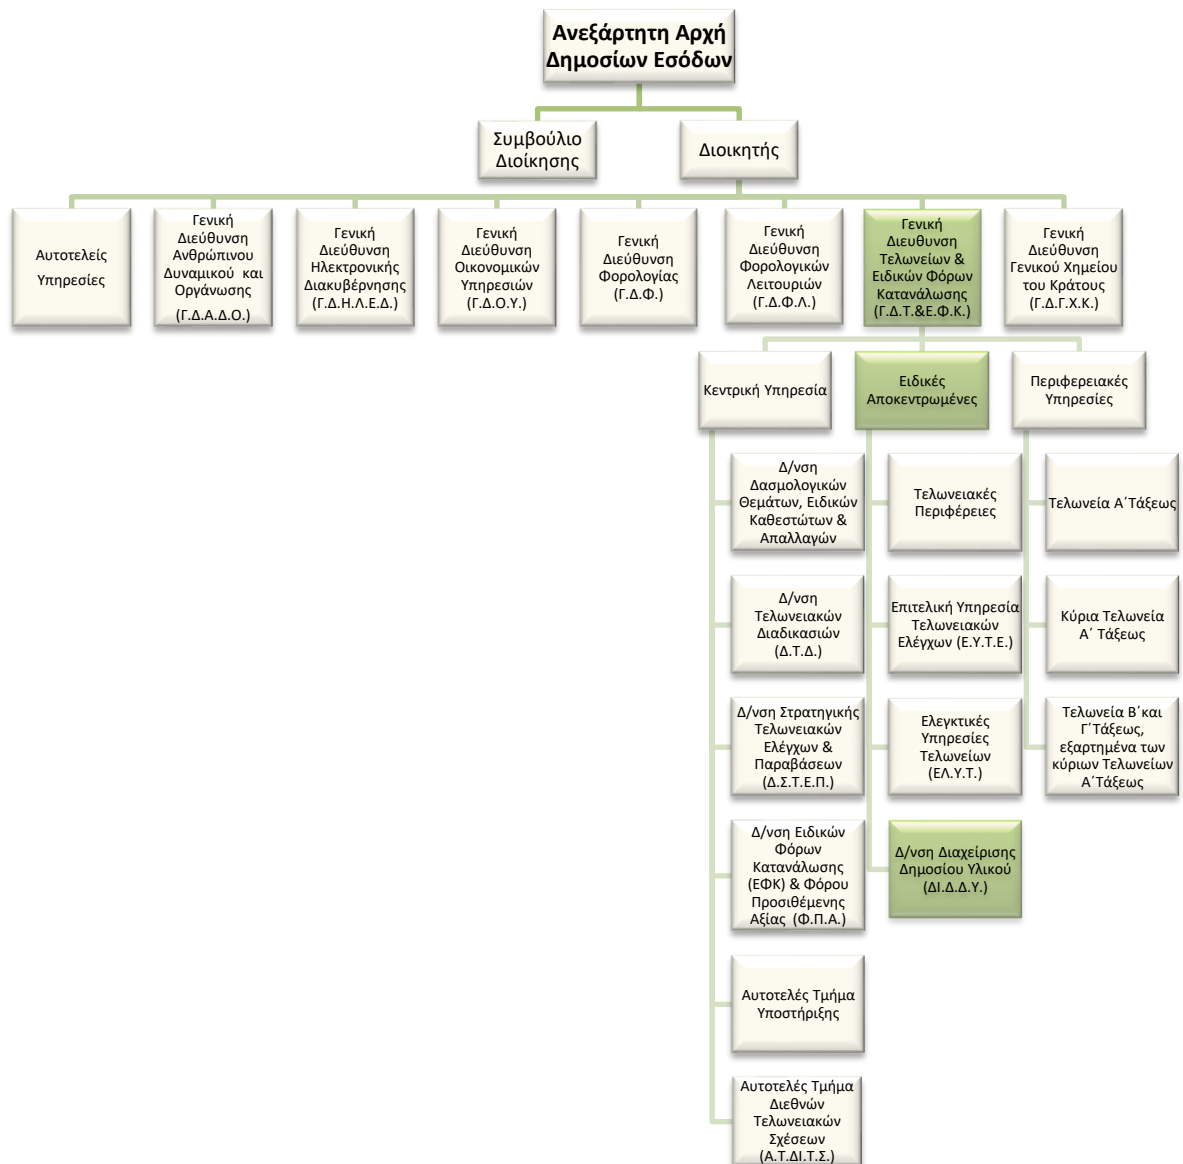 Ανεξάρτητη Αρχή
Δημοσίων Εσόδων
Συμβούλιο
Διοίκησης
Διοικητής
Αυτοτελείς
Υπηρεσίες
Γενική
Διεύθυνση
Ανθρώπινου
Δυναμικού και
Οργάνωσης
(Γ.Δ.Α.Δ.Ο.)
Γενική
Διεύθυνση
Ηλεκτρονικής
Διακυβέρνησης
(Γ.Δ.Η.Λ.Ε.Δ.)
Γενική
Διεύθυνση
Οικονομικών
Υπηρεσιών
(Γ.Δ.Ο.Υ.)
Γενική
Διεύθυνση
Φορολογίας
(Γ.Δ.Φ.)
Γενική
Διεύθυνση
Φορολογικών
Λειτουριών
(Γ.Δ.Φ.Λ.)
Γενική
Διευθυνση
Τελωνείων &
Ειδικών Φόρων
Κατανάλωσης
(Γ.Δ.Τ.&Ε.Φ.Κ.)
Γενική
Διεύθυνση
Γενικού Χημείου
του Κράτους
(Γ.Δ.Γ.Χ.Κ.)
Κεντρική Υπηρεσία
Ειδικές
Αποκεντρωμένες
Περιφερειακές
Υπηρεσίες
Δ/νση
Δασμολογικών
Θεμάτων, Ειδικών
Καθεστώτων &
Απαλλαγών
Δ/νση
Τελωνειακών
Διαδικασιών
(Δ.Τ.Δ.)
Δ/νση Στρατηγικής
Τελωνειακών
Ελέγχων &
Παραβάσεων
(Δ.Σ.Τ.Ε.Π.)
Δ/νση Ειδικών
Φόρων
Κατανάλωσης
(ΕΦΚ) & Φόρου
Προσιθέμενης
Αξίας (Φ.Π.Α.)
Αυτοτελές Τμήμα
Υποστήριξης
Αυτοτελές Τμήμα
Διεθνών
Τελωνειακών
Σχέσεων
(Α.Τ.ΔΙ.Τ.Σ.)
Τελωνειακές
Περιφέρειες
Επιτελική Υπηρεσία
Τελωνειακών
Ελέγχων (Ε.Υ.Τ.Ε.)
Ελεγκτικές
Υπηρεσίες
Τελωνείων
(ΕΛ.Υ.Τ.)
Δ/νση Διαχείρισης
Δημοσίου Υλικού
(ΔΙ.Δ.Δ.Υ.)
Τελωνεία Α΄Τάξεως
Κύρια Τελωνεία
Α΄ Τάξεως
Τελωνεία Β΄και
Γ΄Τάξεως,
εξαρτημένα των
κύριων Τελωνείων
Α΄Τάξεως